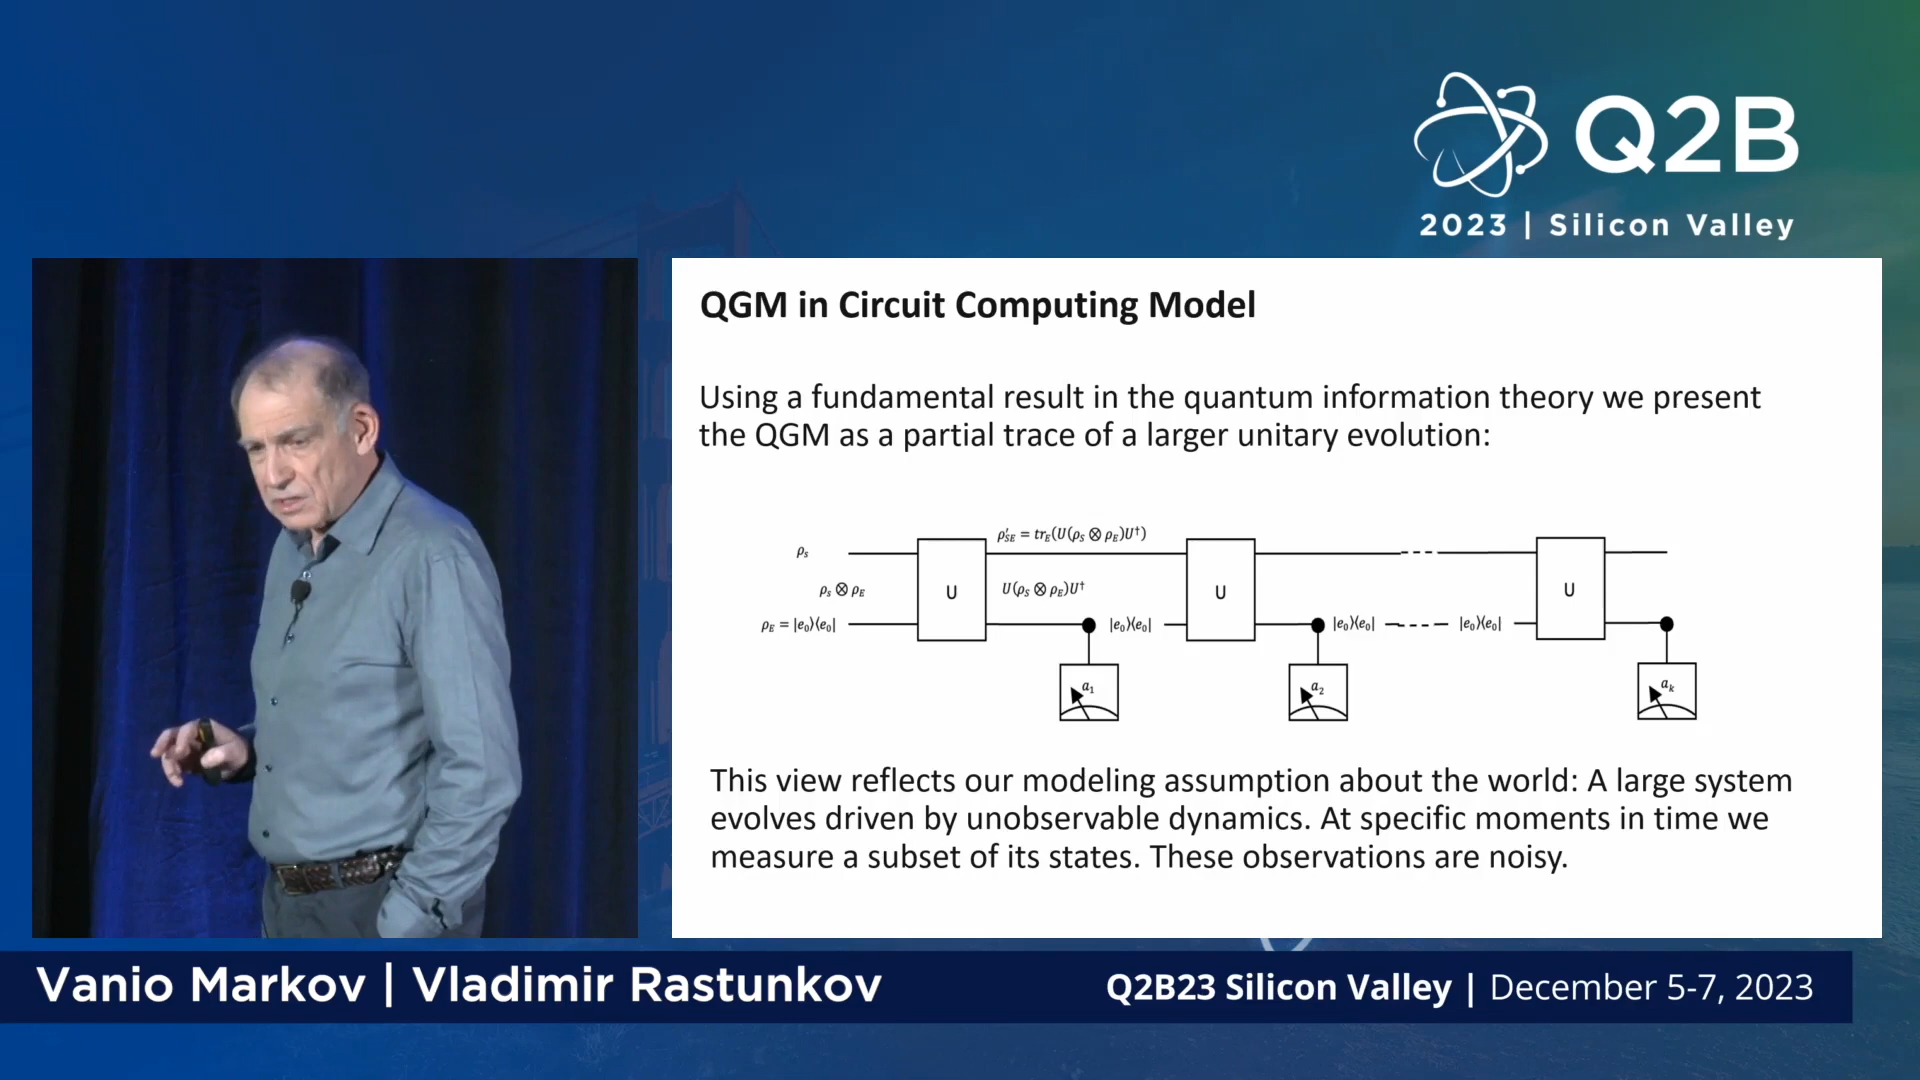 Q2B
2023 | Silicon Valley
QGM in Circuit Computing Model
Using a fundamental result in the quantum information theory we present
the QGM as a partial trace of a larger unitary evolution:
ρₛ
ρ′SE = trE(U(ρS ⊗ ρE)U†)
ρₛ ⊗ ρE
U
U(ρS ⊗ ρE)U†
U
U
ρE = |e₀⟩⟨e₀|
|e₀⟩⟨e₀|
|e₀⟩⟨e₀|
|e₀⟩⟨e₀|
a₁
a₂
aₖ
This view reflects our modeling assumption about the world: A large system
evolves driven by unobservable dynamics. At specific moments in time we
measure a subset of its states. These observations are noisy.
Vanio Markov | Vladimir Rastunkov
Q2B23 Silicon Valley | December 5-7, 2023